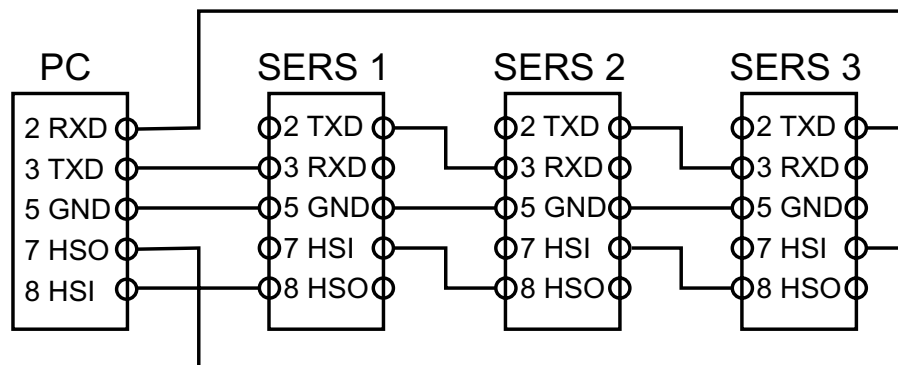 PC
2 RXD
3 TXD
5 GND
7 HSO
8 HSI
SERS 1
2 TXD
3 RXD
5 GND
7 HSI
8 HSO
SERS 2
2 TXD
3 RXD
5 GND
7 HSI
8 HSO
SERS 3
2 TXD
3 RXD
5 GND
7 HSI
8 HSO